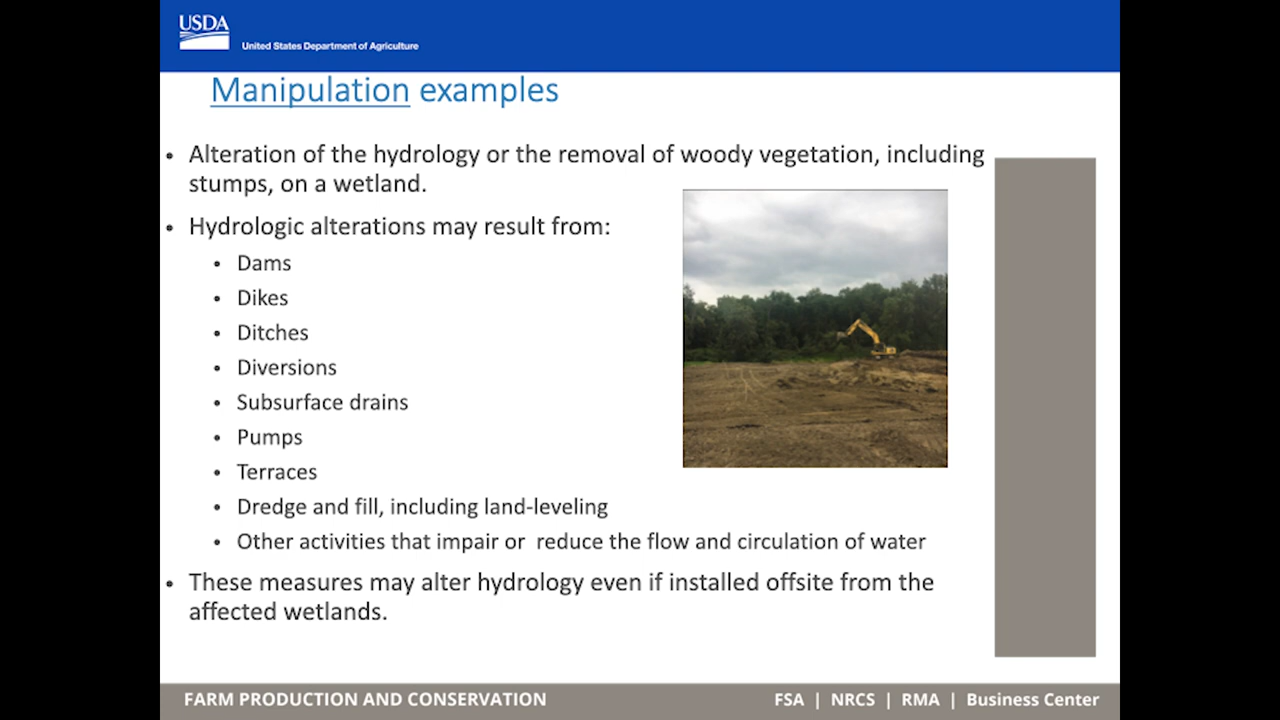 USDA
United States Department of Agriculture
Manipulation examples
• Alteration of the hydrology or the removal of woody vegetation, including
stumps, on a wetland.
• Hydrologic alterations may result from:
• Dams
• Dikes
• Ditches
• Diversions
• Subsurface drains
• Pumps
• Terraces
• Dredge and fill, including land-leveling
• Other activities that impair or  reduce the flow and circulation of water
• These measures may alter hydrology even if installed offsite from the
affected wetlands.
FARM PRODUCTION AND CONSERVATION
FSA | NRCS | RMA | Business Center